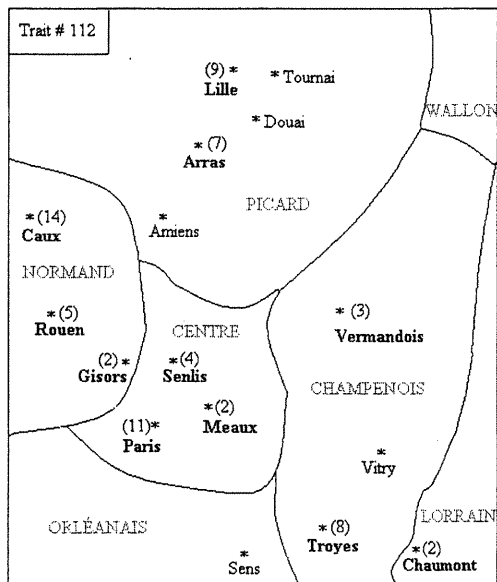 Trait # 112
(9) * * Tournai
Lille
WALLON
* Douai
* (7)
Arras
PICARD
* (14) *
Caux Amiens
NORMAND
* (5) * (3)
Rouen CENTRE Vermandois
(2) * * (4)
Gisors Senlis
CHAMPENOIS
* (2)
Meaux
(11) *
Paris
*
Vitry
LORRAIN
ORLÉANAIS
* (8)
Troyes
* * (2)
Sens Chaumont